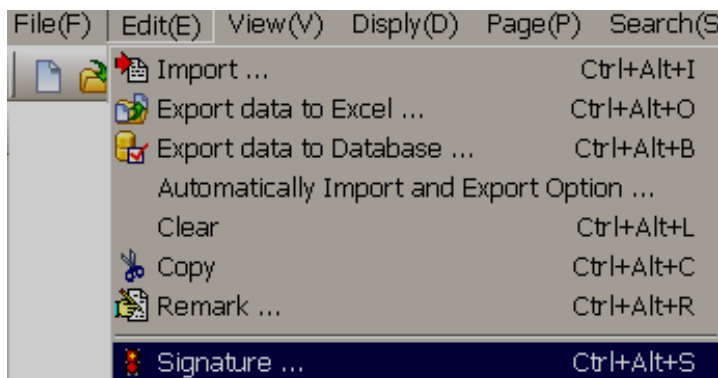 File(F) Edit(E) View(V) Disply(D) Page(P) Search(S
Import ... Ctrl+Alt+I
Export data to Excel ... Ctrl+Alt+O
Export data to Database ... Ctrl+Alt+B
Automatically Import and Export Option ...
Clear Ctrl+Alt+L
Copy Ctrl+Alt+C
Remark ... Ctrl+Alt+R
Signature ... Ctrl+Alt+S